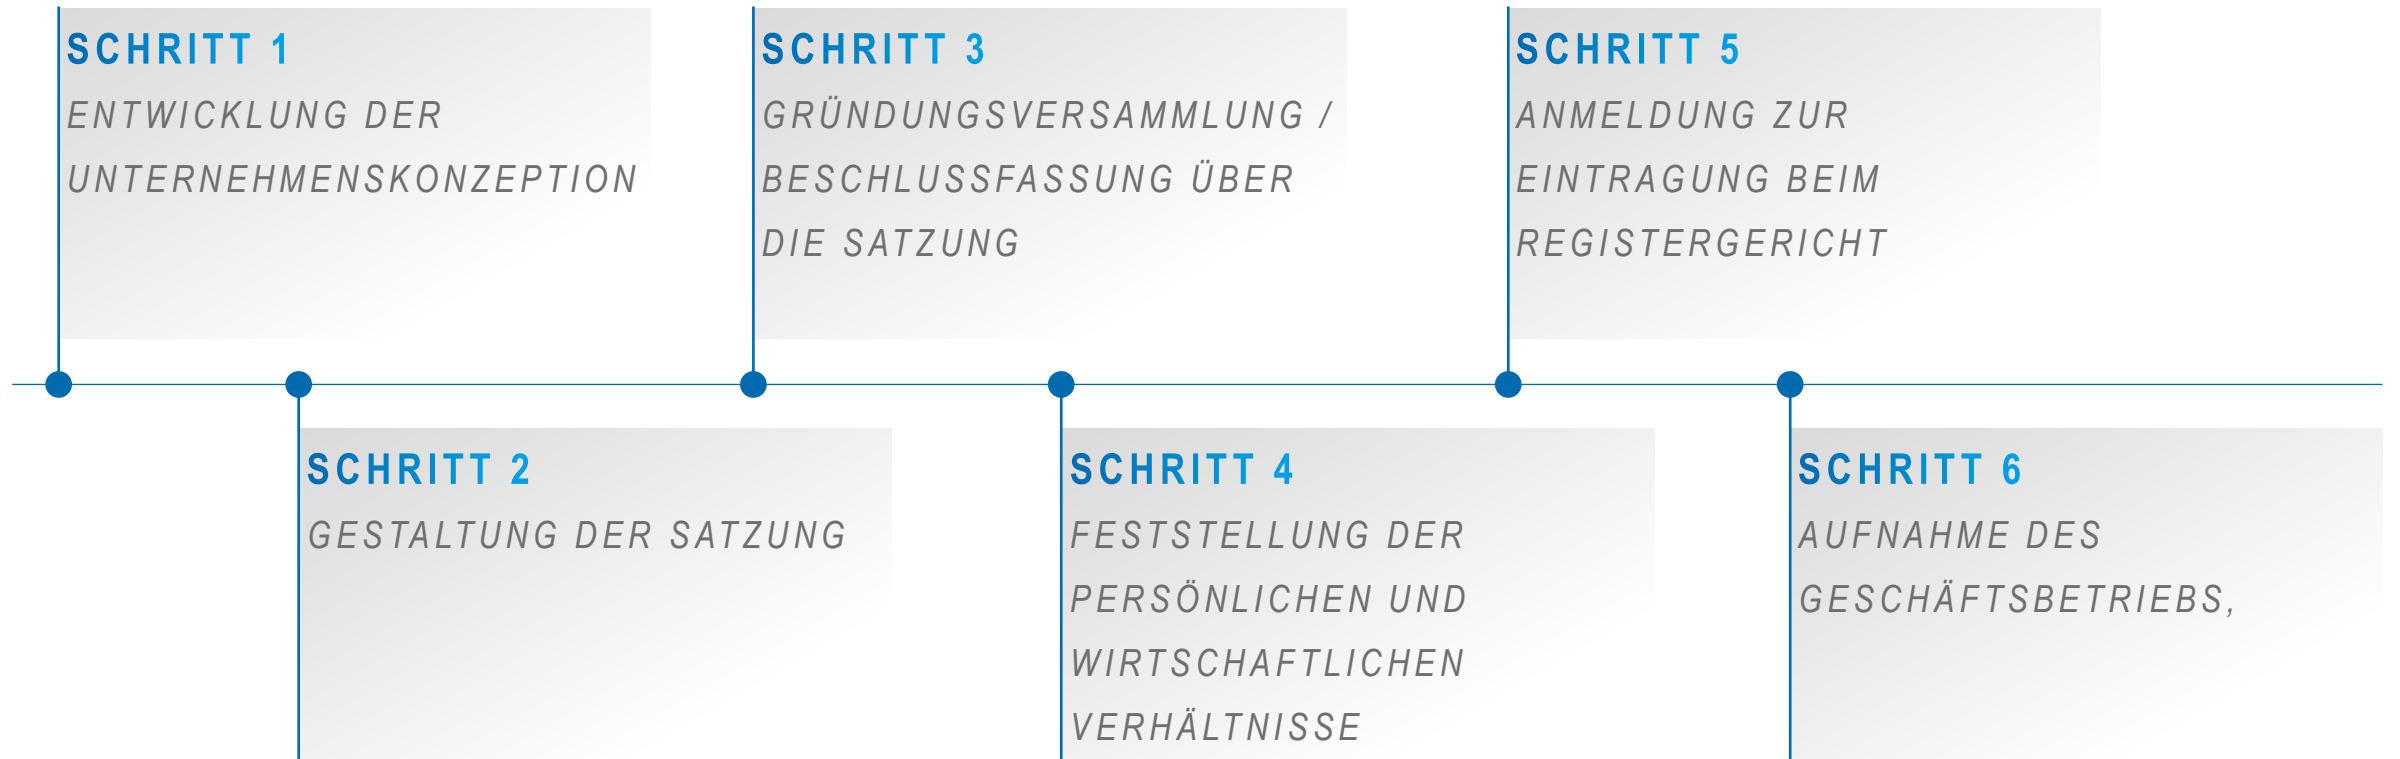 SCHRITT 1
ENTWICKLUNG DER
UNTERNEHMENSKONZEPTION
SCHRITT 2
GESTALTUNG DER SATZUNG
SCHRITT 3
GRÜNDUNGSVERSAMMLUNG /
BESCHLUSSFASSUNG ÜBER
DIE SATZUNG
SCHRITT 4
FESTSTELLUNG DER
PERSÖNLICHEN UND
WIRTSCHAFTLICHEN
VERHÄLTNISSE
SCHRITT 5
ANMELDUNG ZUR
EINTRAGUNG BEIM
REGISTERGERICHT
SCHRITT 6
AUFNAHME DES
GESCHÄFTSBETRIEBS,